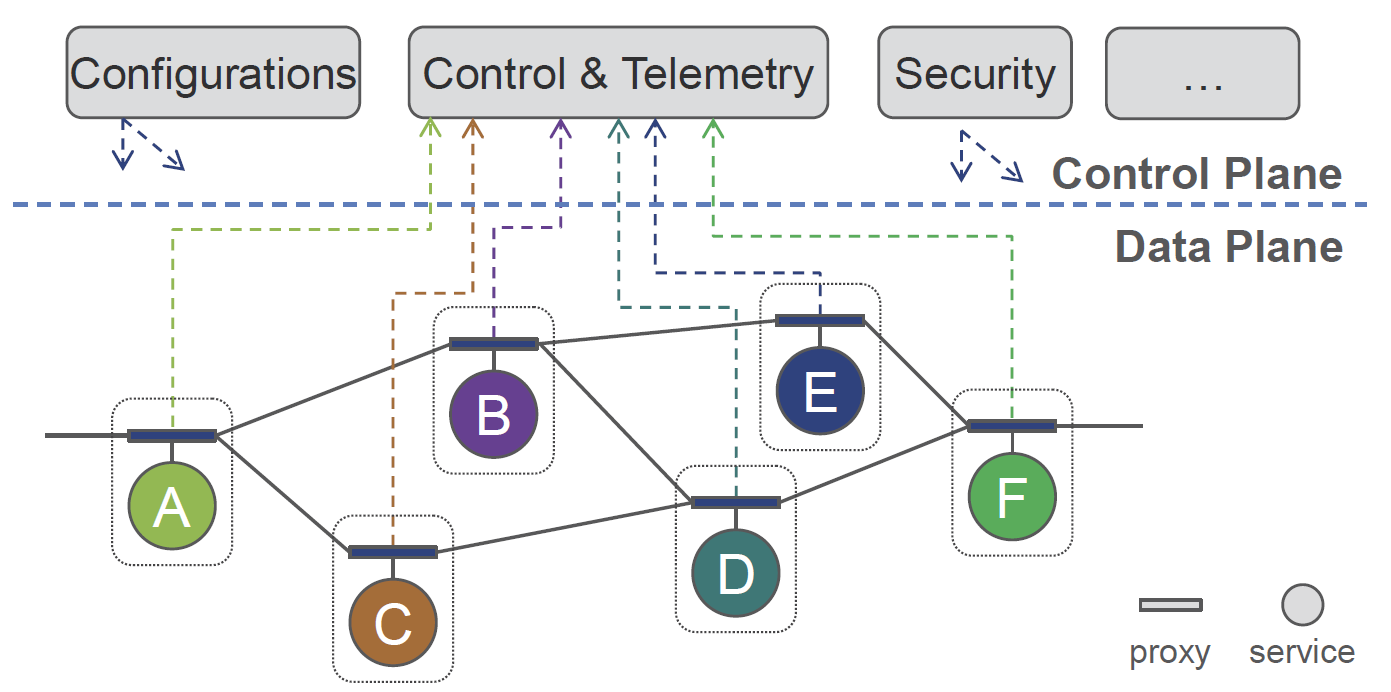 Configurations
Control & Telemetry
Security
...
Control Plane
Data Plane
A
B
C
D
E
F
proxy
service